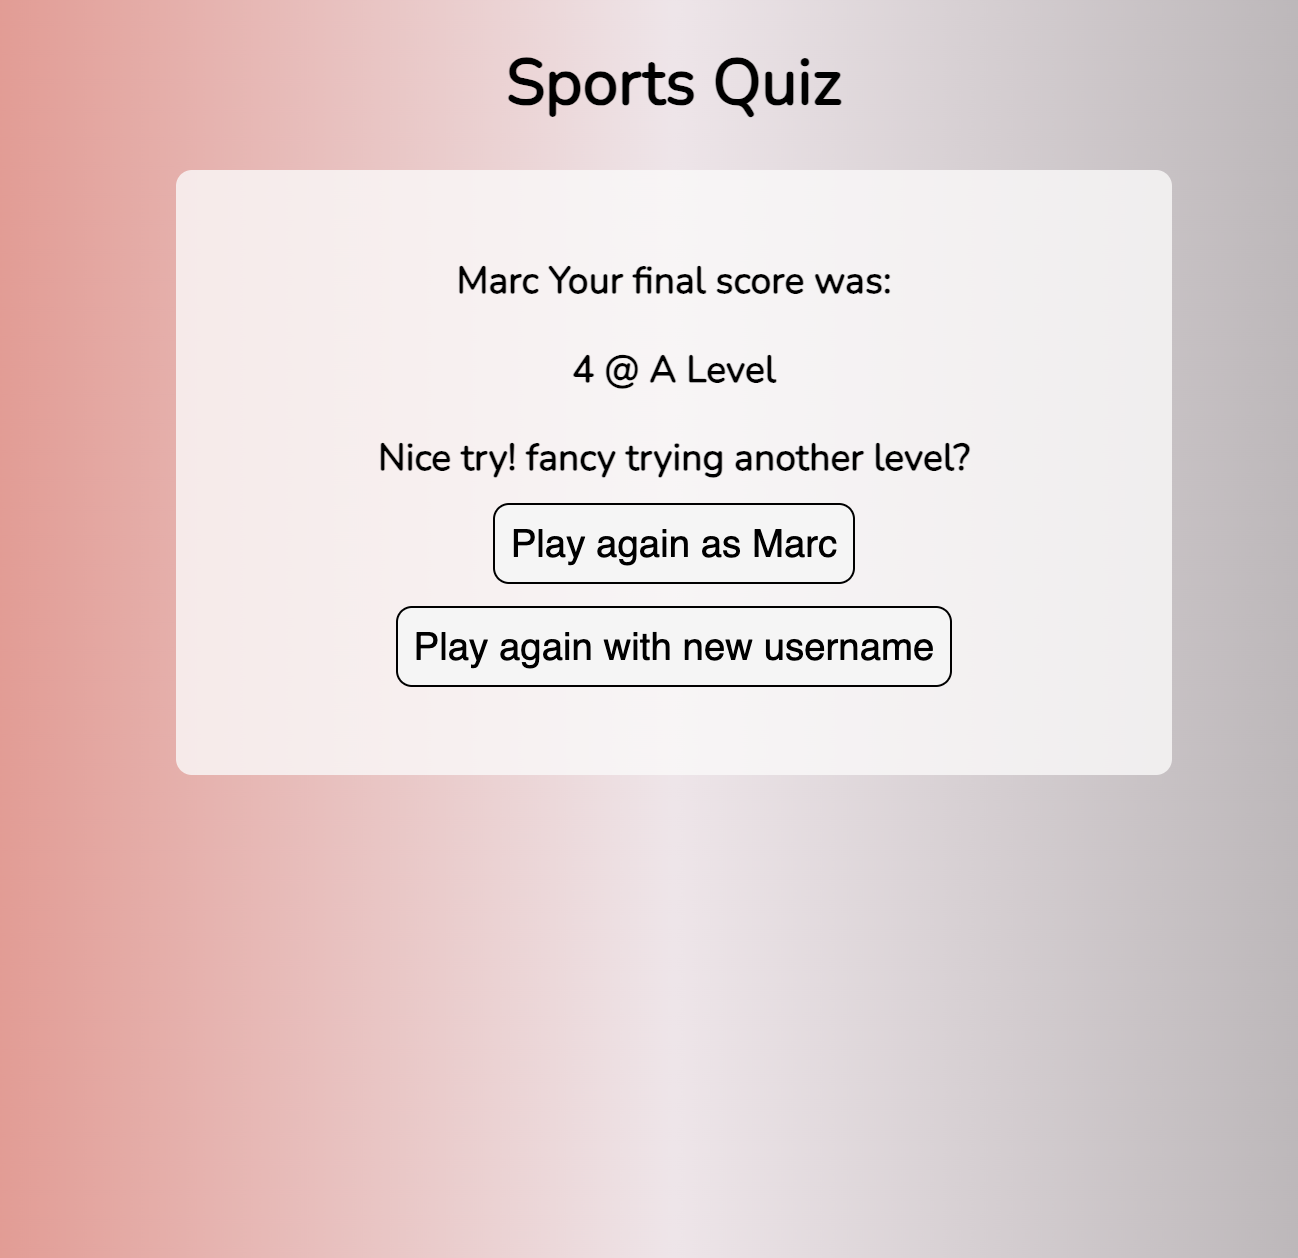 Sports Quiz
Marc Your final score was:
4 @ A Level
Nice try! fancy trying another level?
Play again as Marc
Play again with new username